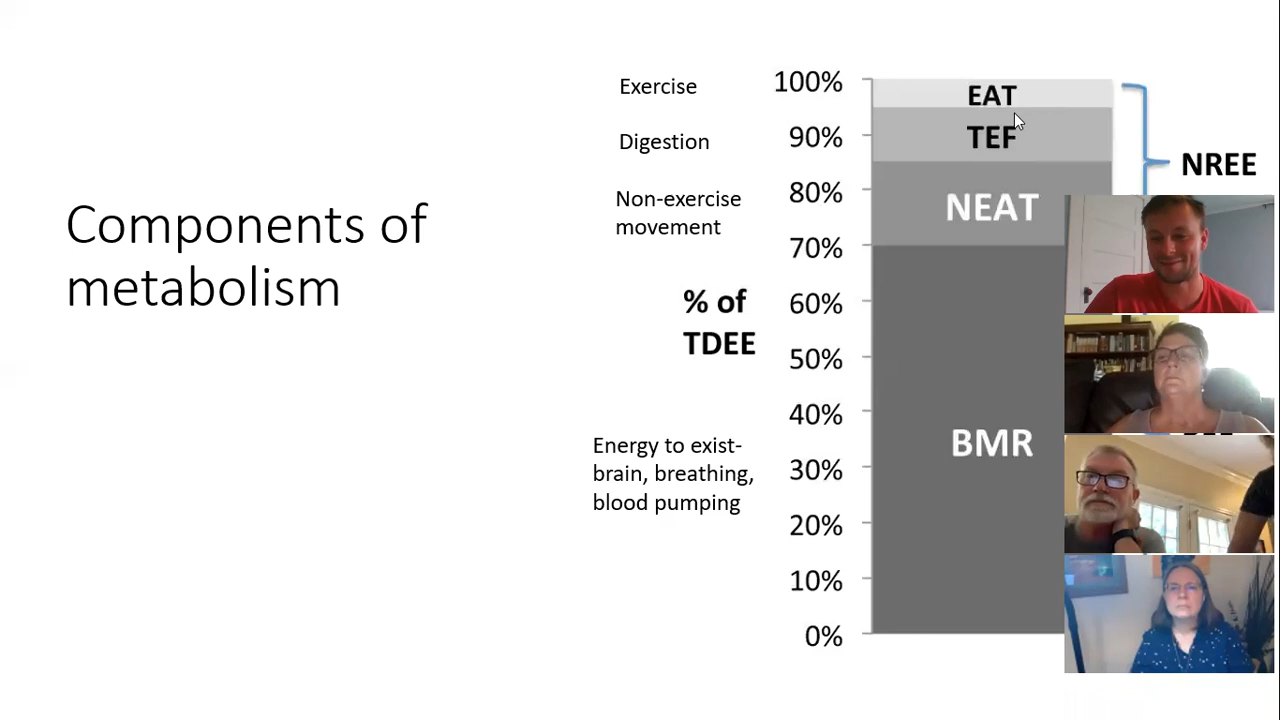 Components of
metabolism
Exercise
Digestion
Non-exercise
movement
% of
TDEE
Energy to exist-
brain, breathing,
blood pumping
100%
90%
80%
70%
60%
50%
40%
30%
20%
10%
0%
EAT
TEF
NEAT
BMR
NREE